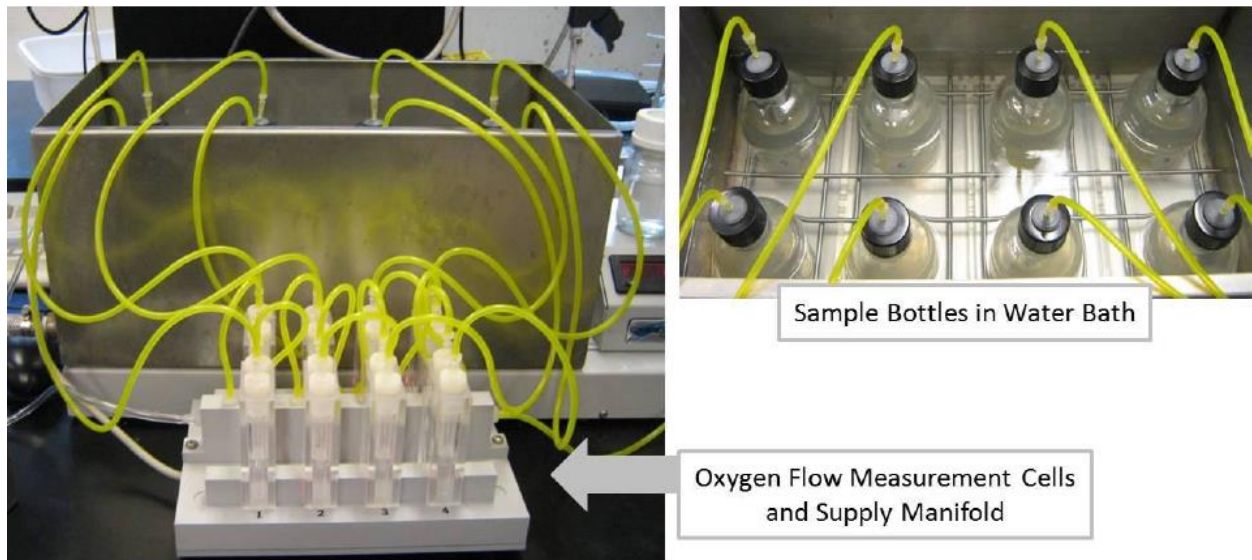 Sample Bottles in Water Bath
Oxygen Flow Measurement Cells
and Supply Manifold
1 2 3 4